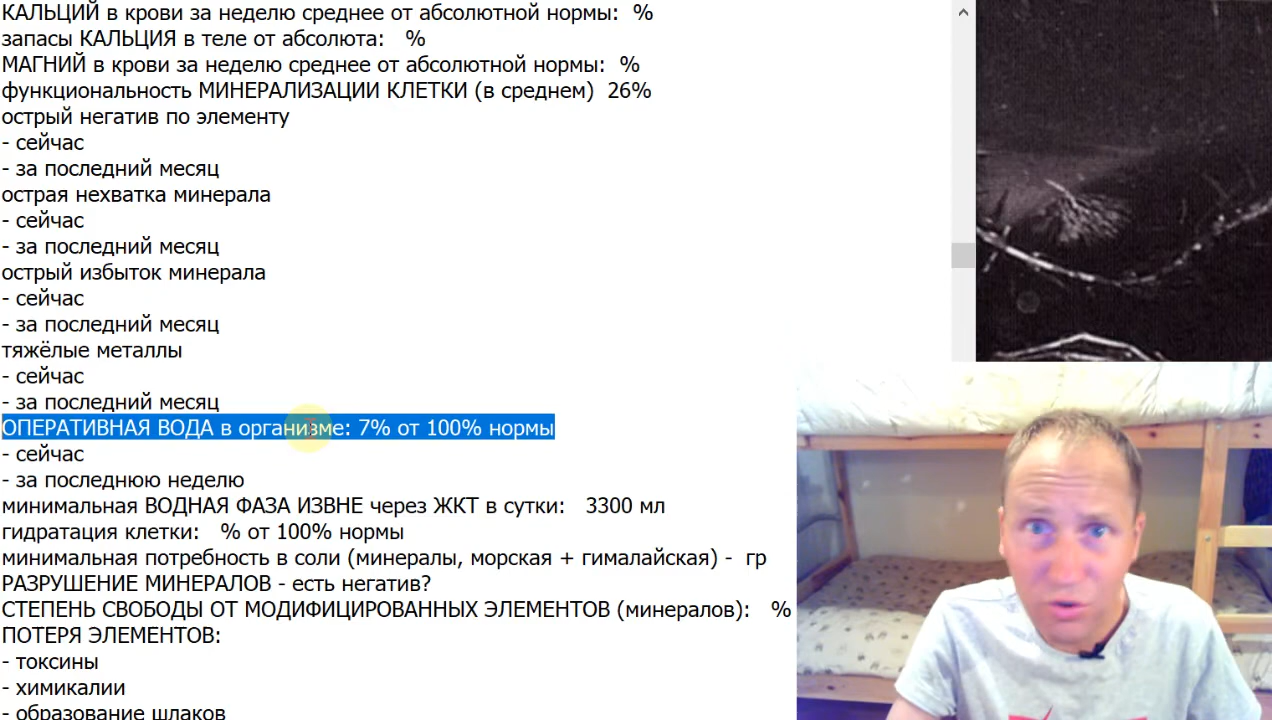 КАЛЬЦИЙ в крови за неделю среднее от абсолютной нормы: %
запасы КАЛЬЦИЯ в теле от абсолюта: %
МАГНИЙ в крови за неделю среднее от абсолютной нормы: %
функциональность МИНЕРАЛИЗАЦИИ КЛЕТКИ (в среднем) 26%
острый негатив по элементу
- сейчас
- за последний месяц
острая нехватка минерала
- сейчас
- за последний месяц
острый избыток минерала
- сейчас
- за последний месяц
тяжёлые металлы
- сейчас
- за последний месяц
ОПЕРАТИВНАЯ ВОДА в организме: 7% от 100% нормы
- сейчас
- за последнюю неделю
минимальная ВОДНАЯ ФАЗА ИЗВНЕ через ЖКТ в сутки: 3300 мл
гидратация клетки: % от 100% нормы
минимальная потребность в соли (минералы, морская + гималайская) - гр
РАЗРУШЕНИЕ МИНЕРАЛОВ - есть негатив?
СТЕПЕНЬ СВОБОДЫ ОТ МОДИФИЦИРОВАННЫХ ЭЛЕМЕНТОВ (минералов): %
ПОТЕРЯ ЭЛЕМЕНТОВ:
- токсины
- химикалии
- образование шлаков